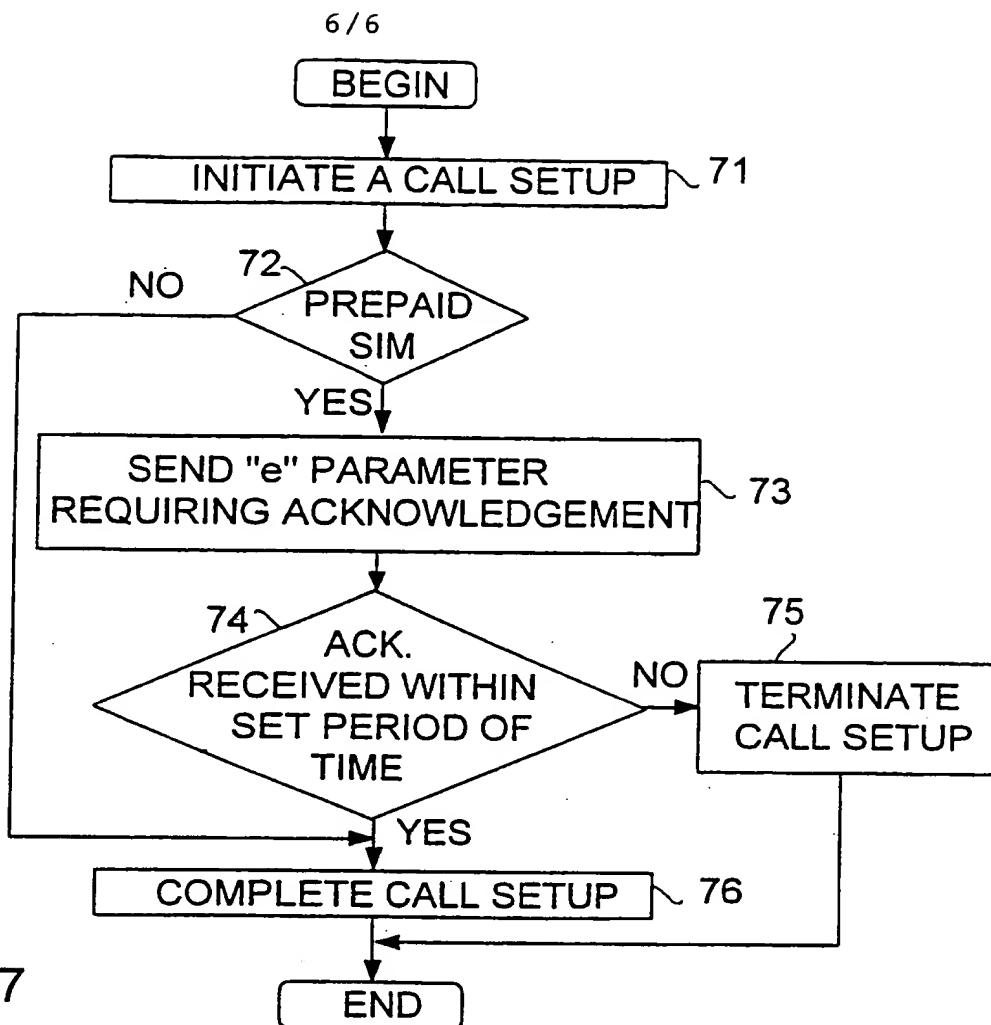 6/6
BEGIN
INITIATE A CALL SETUP
71
72
NO
PREPAID
SIM
YES
SEND "e" PARAMETER
REQUIRING ACKNOWLEDGEMENT
73
74
ACK.
RECEIVED WITHIN
SET PERIOD OF
TIME
NO
75
TERMINATE
CALL SETUP
YES
COMPLETE CALL SETUP
76
7
END